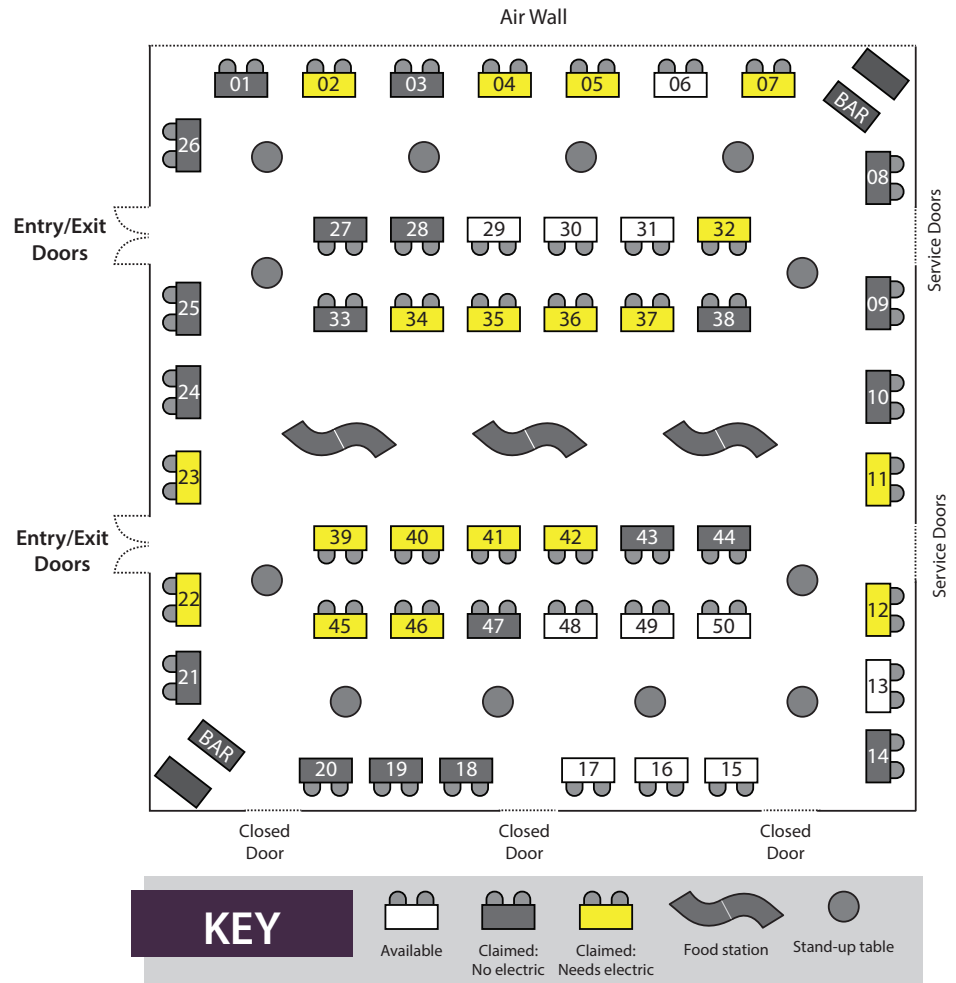 Air Wall
01 02 03 04 05 06 07
BAR
26
08
Entry/Exit
Doors
27 28 29 30 31 32
Service Doors
25
33 34 35 36 37 38
09
24
10
23
11
Entry/Exit
Doors
39 40 41 42 43 44
Service Doors
22
45 46 47 48 49 50
12
21
13
BAR
20 19 18 17 16 15
14
Closed
Door
Closed
Door
Closed
Door
KEY
Available
Claimed:
No electric
Claimed:
Needs electric
Food station
Stand-up table